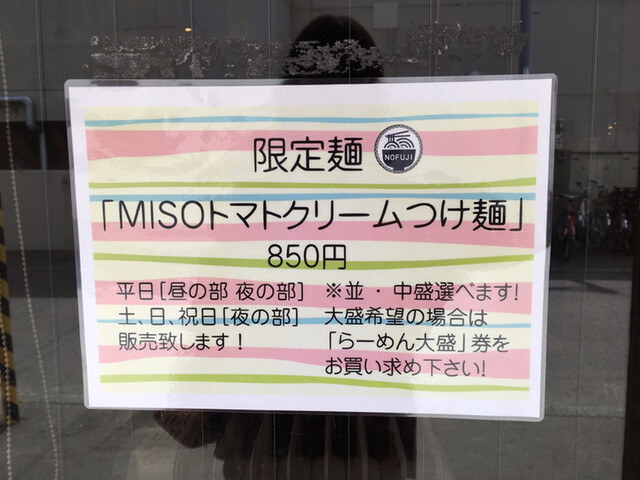 限定麺
NOFUJI
「MISOトマトクリームつけ麺」
850円
平日[昼の部 夜の部]
土、日、祝日[夜の部]
販売致します！
※並・中盛選べます!
大盛希望の場合は
「らーめん大盛」券を
お買い求め下さい!